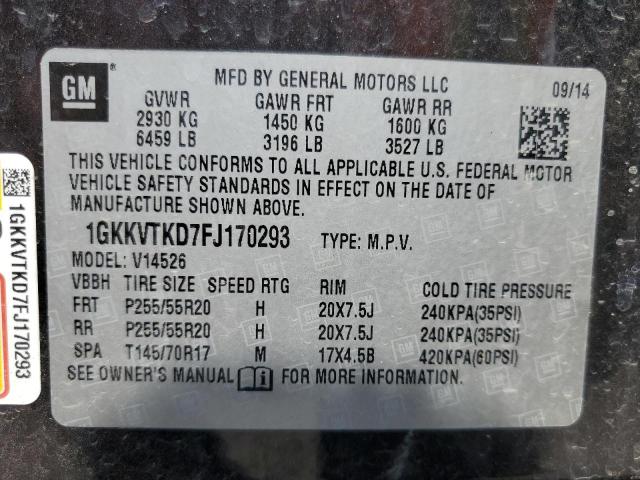 GM
MFD BY GENERAL MOTORS LLC
09/14
GVWR GAWR FRT GAWR RR
2930 KG 1450 KG 1600 KG
6459 LB 3196 LB 3527 LB
THIS VEHICLE CONFORMS TO ALL APPLICABLE U.S. FEDERAL MOTOR
VEHICLE SAFETY STANDARDS IN EFFECT ON THE DATE OF
MANUFACTURE SHOWN ABOVE.
1GKKVTKD7FJ170293 TYPE: M.P.V.
MODEL: V14526
VBBH TIRE SIZE SPEED RTG RIM COLD TIRE PRESSURE
FRT P255/55R20 H 20X7.5J 240KPA(35PSI)
RR P255/55R20 H 20X7.5J 240KPA(35PSI)
SPA T145/70R17 M 17X4.5B 420KPA(60PSI)
SEE OWNER'S MANUAL FOR MORE INFORMATION
1GKKVTKD7FJ170293